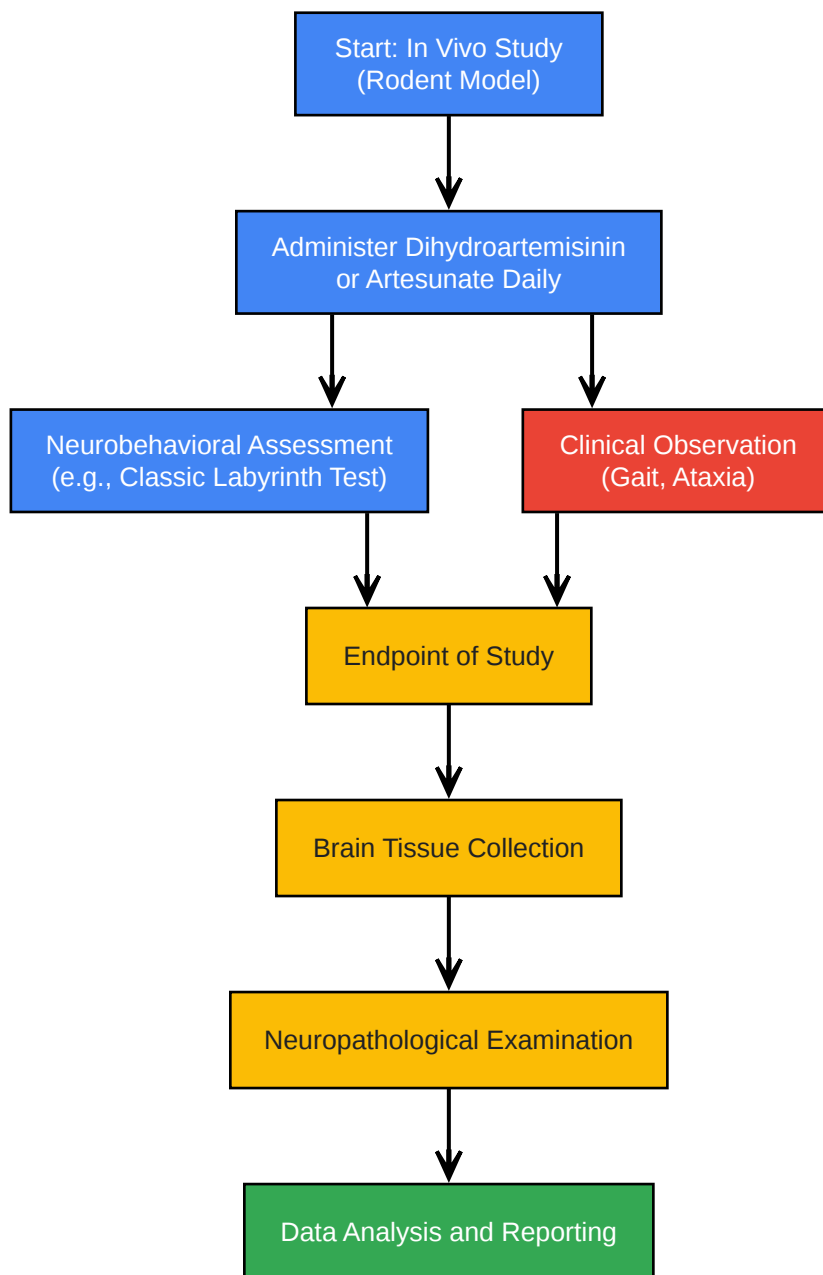 Start: In Vivo Study
(Rodent Model)
Administer Dihydroartemisinin
or Artesunate Daily
Neurobehavioral Assessment
(e.g., Classic Labyrinth Test)
Clinical Observation
(Gait, Ataxia)
Endpoint of Study
Brain Tissue Collection
Neuropathological Examination
Data Analysis and Reporting